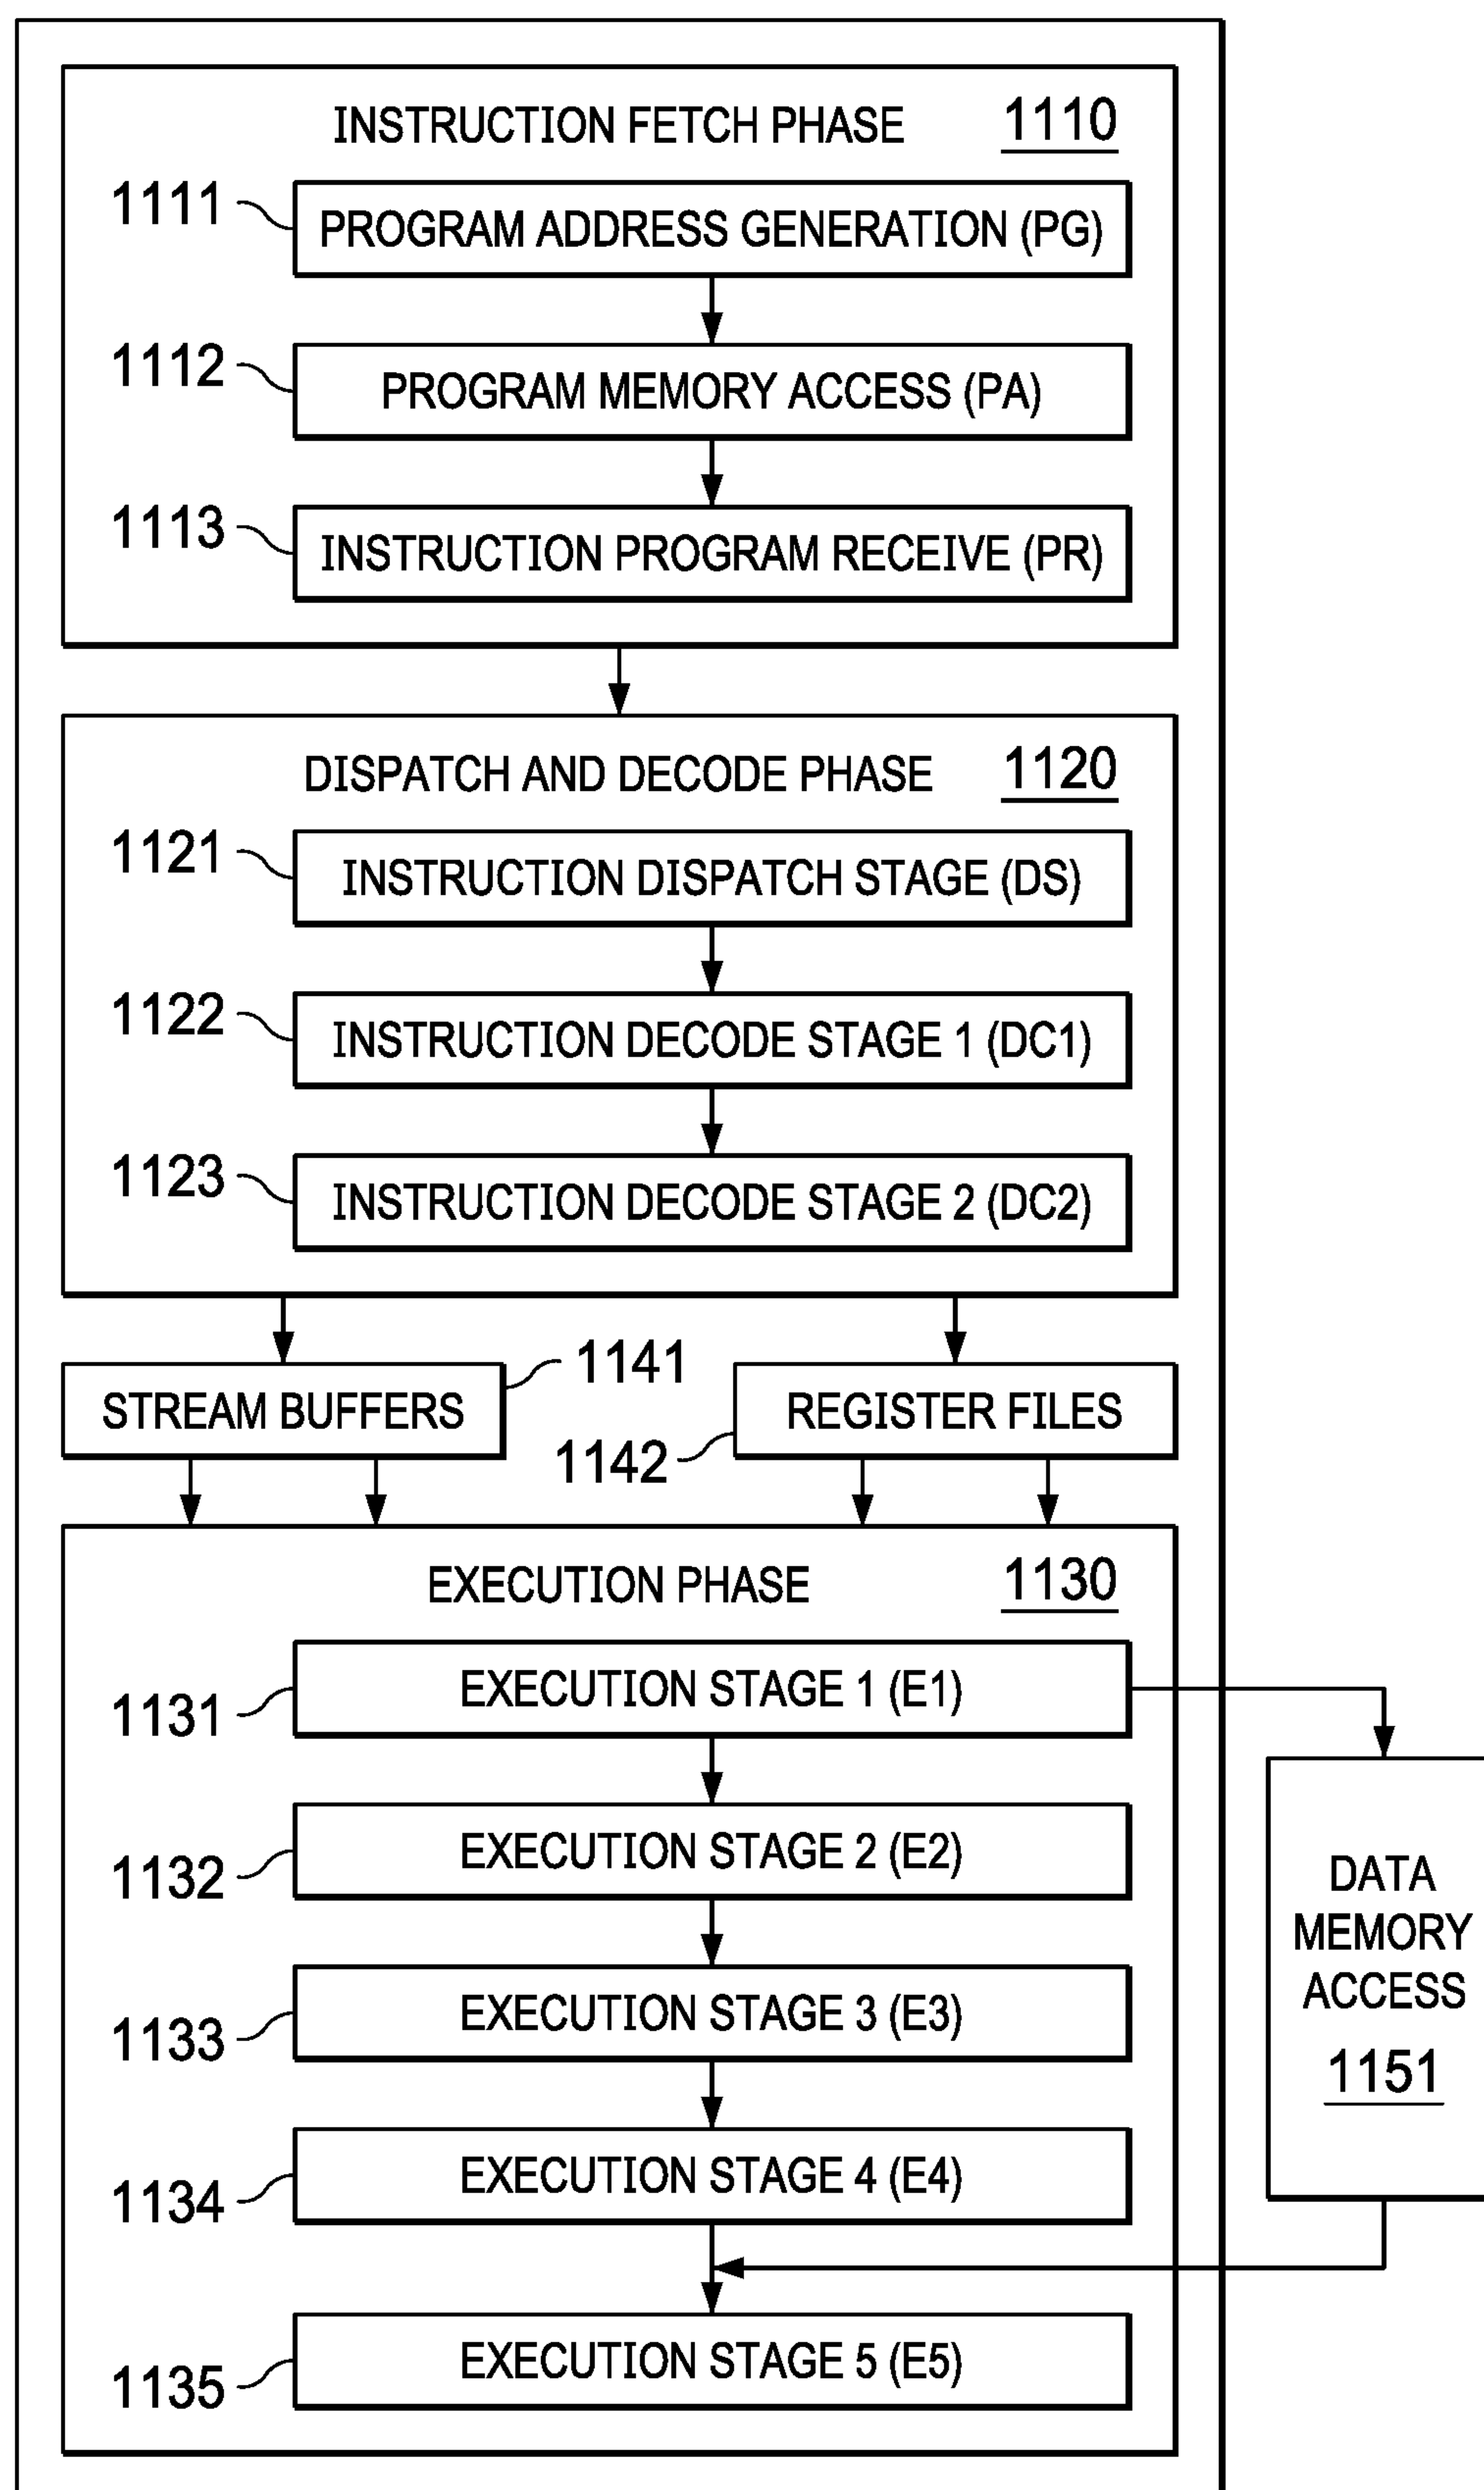 INSTRUCTION FETCH PHASE 1110
1111 PROGRAM ADDRESS GENERATION (PG)
1112 PROGRAM MEMORY ACCESS (PA)
1113 INSTRUCTION PROGRAM RECEIVE (PR)
DISPATCH AND DECODE PHASE 1120
1121 INSTRUCTION DISPATCH STAGE (DS)
1122 INSTRUCTION DECODE STAGE 1 (DC1)
1123 INSTRUCTION DECODE STAGE 2 (DC2)
STREAM BUFFERS 1141
1142 REGISTER FILES
EXECUTION PHASE 1130
1131 EXECUTION STAGE 1 (E1)
1132 EXECUTION STAGE 2 (E2)
1133 EXECUTION STAGE 3 (E3)
1134 EXECUTION STAGE 4 (E4)
1135 EXECUTION STAGE 5 (E5)
DATA
MEMORY
ACCESS
1151